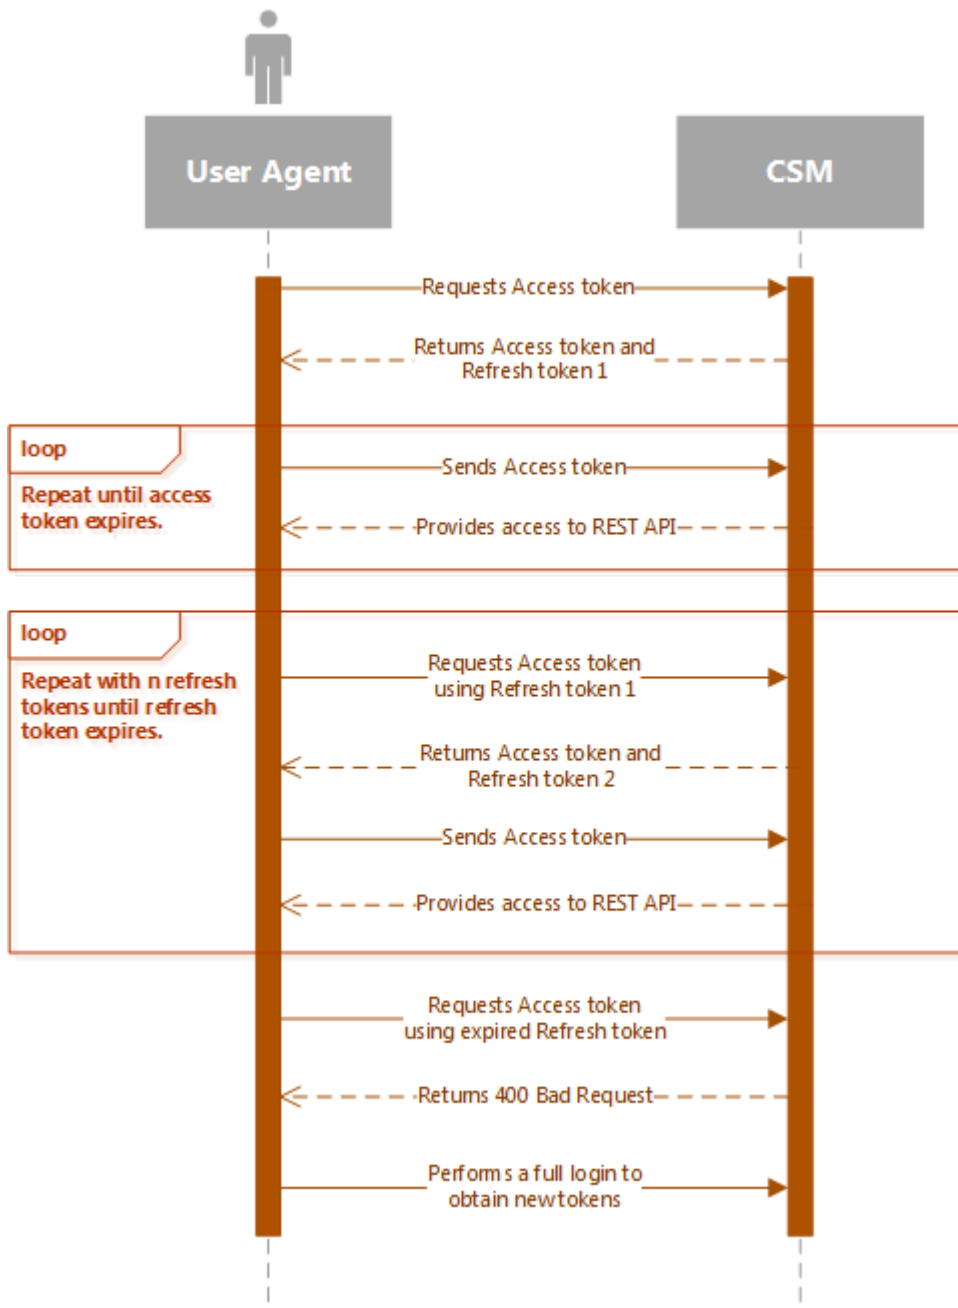 User Agent
CSM
Requests Access token
Returns Access token and
Refresh token 1
loop
Repeat until access
token expires.
Sends Access token
Provides access to REST API
loop
Repeat with n refresh
tokens until refresh
token expires.
Requests Access token
using Refresh token 1
Returns Access token and
Refresh token 2
Sends Access token
Provides access to REST API
Requests Access token
using expired Refresh token
Returns 400 Bad Request
Performs a full login to
obtain new tokens